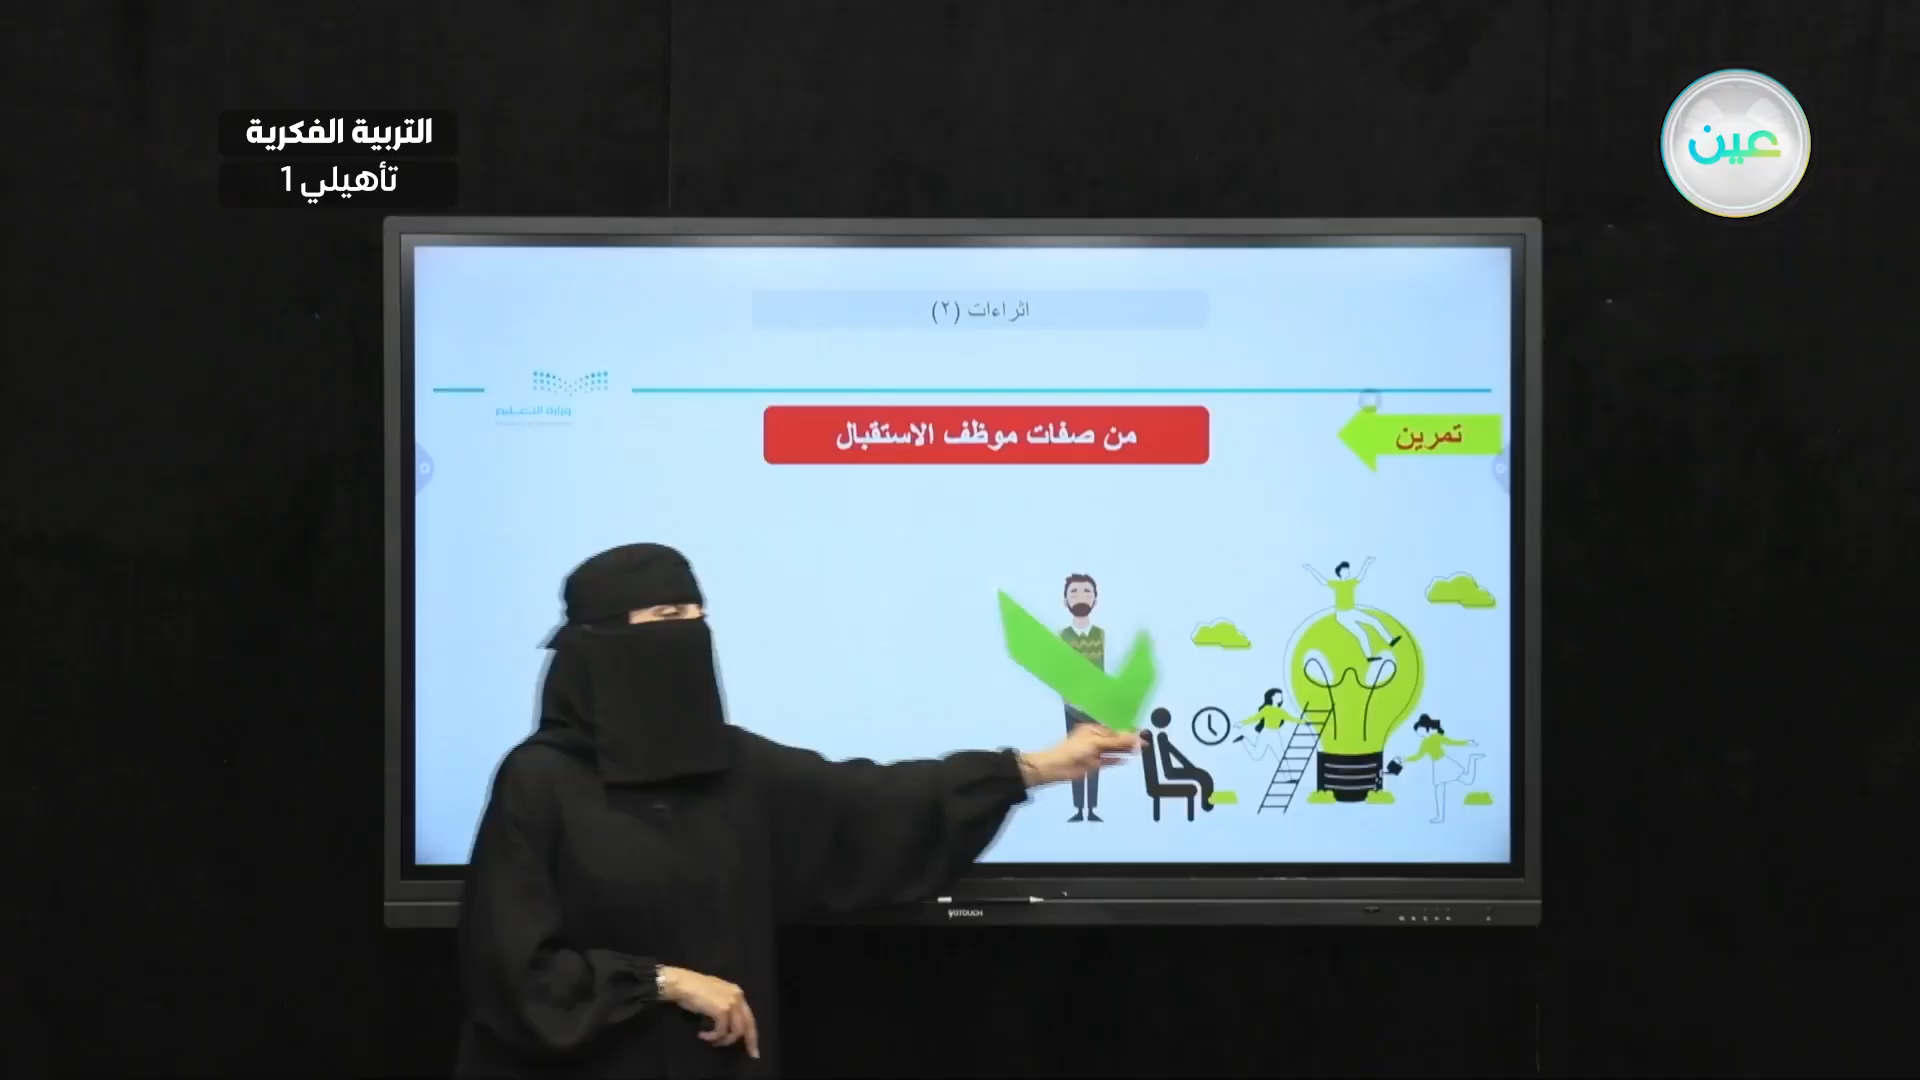 التربية الفكرية
تأهيلي 1
عين
اثراءات (٢)
وزارة التعليم
من صفات موظف الاستقبال
تمرين